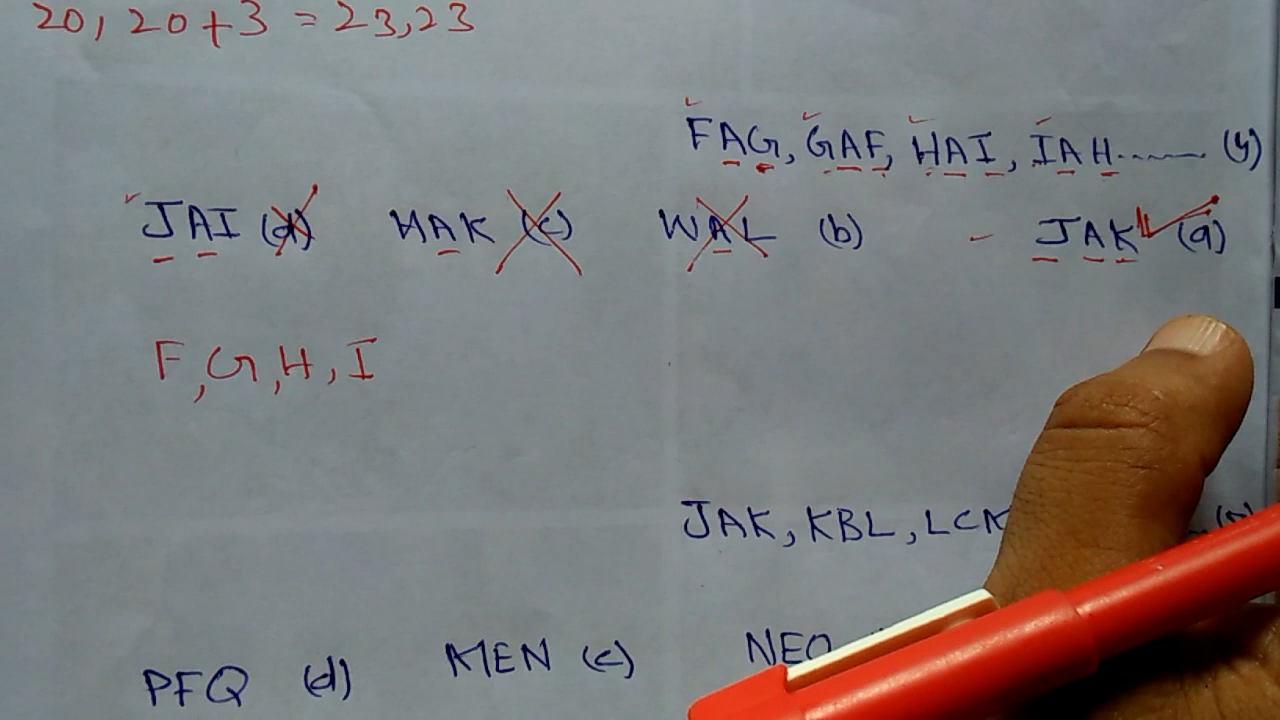 20, 20+3 = 23,23
FAG, GAF, HAI, IAH........ (4)
JAI (d) HAK (c) WAL (b) JAK (a)
F, G, H, I
JAK, KBL, LCK
PFQ (d) MEN (c) NEO